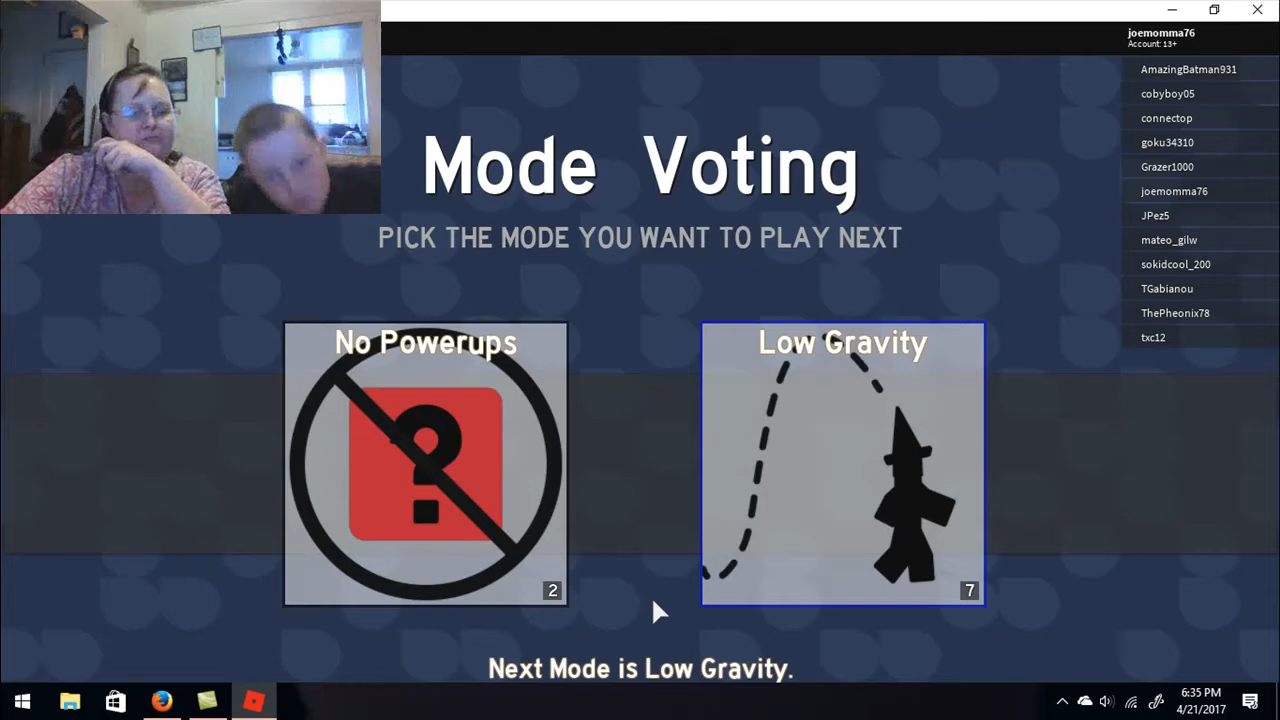 joemomma76
Account: 13+
AmazingBatman931
cobyboy05
connectop
goku34310
Grazer1000
joemomma76
JPez5
mateo_gilw
sokidcool_200
TGabianou
ThePheonix78
txc12
Mode Voting
PICK THE MODE YOU WANT TO PLAY NEXT
No Powerups
?
2
Low Gravity
7
Next Mode is Low Gravity.
6:35 PM
4/21/2017